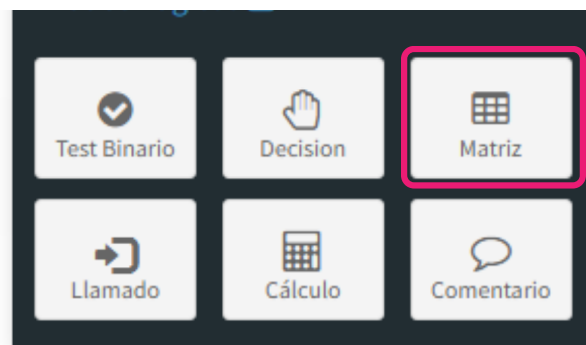 Test Binario
Decision
Matriz
Llamado
Cálculo
Comentario